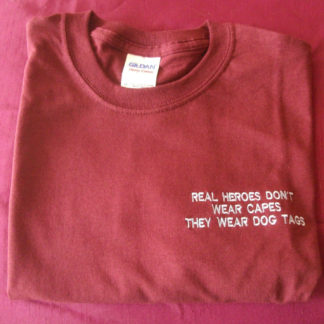 GILDAN
REAL HEROES DON'T
WEAR CAPES
THEY WEAR DOG TAGS